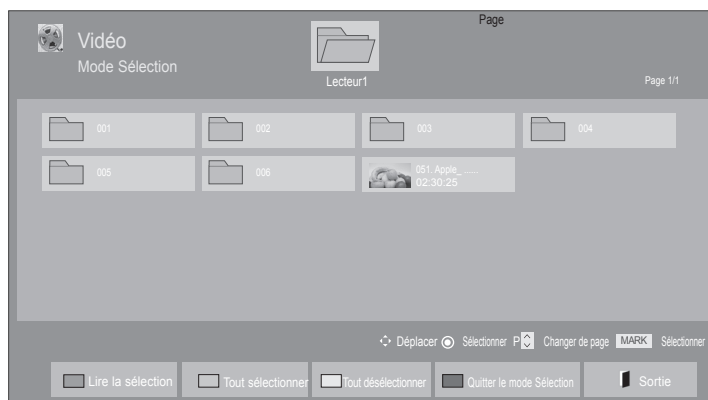 Page
Vidéo
Mode Sélection
Lecteur1
Page 1/1
001
002
003
004
005
006
051. Apple_ ......
02:30:25
Déplacer Sélectionner P Changer de page MARK Sélectionner
Lire la sélection
Tout sélectionner
Tout désélectionner
Quitter le mode Sélection
Sortie